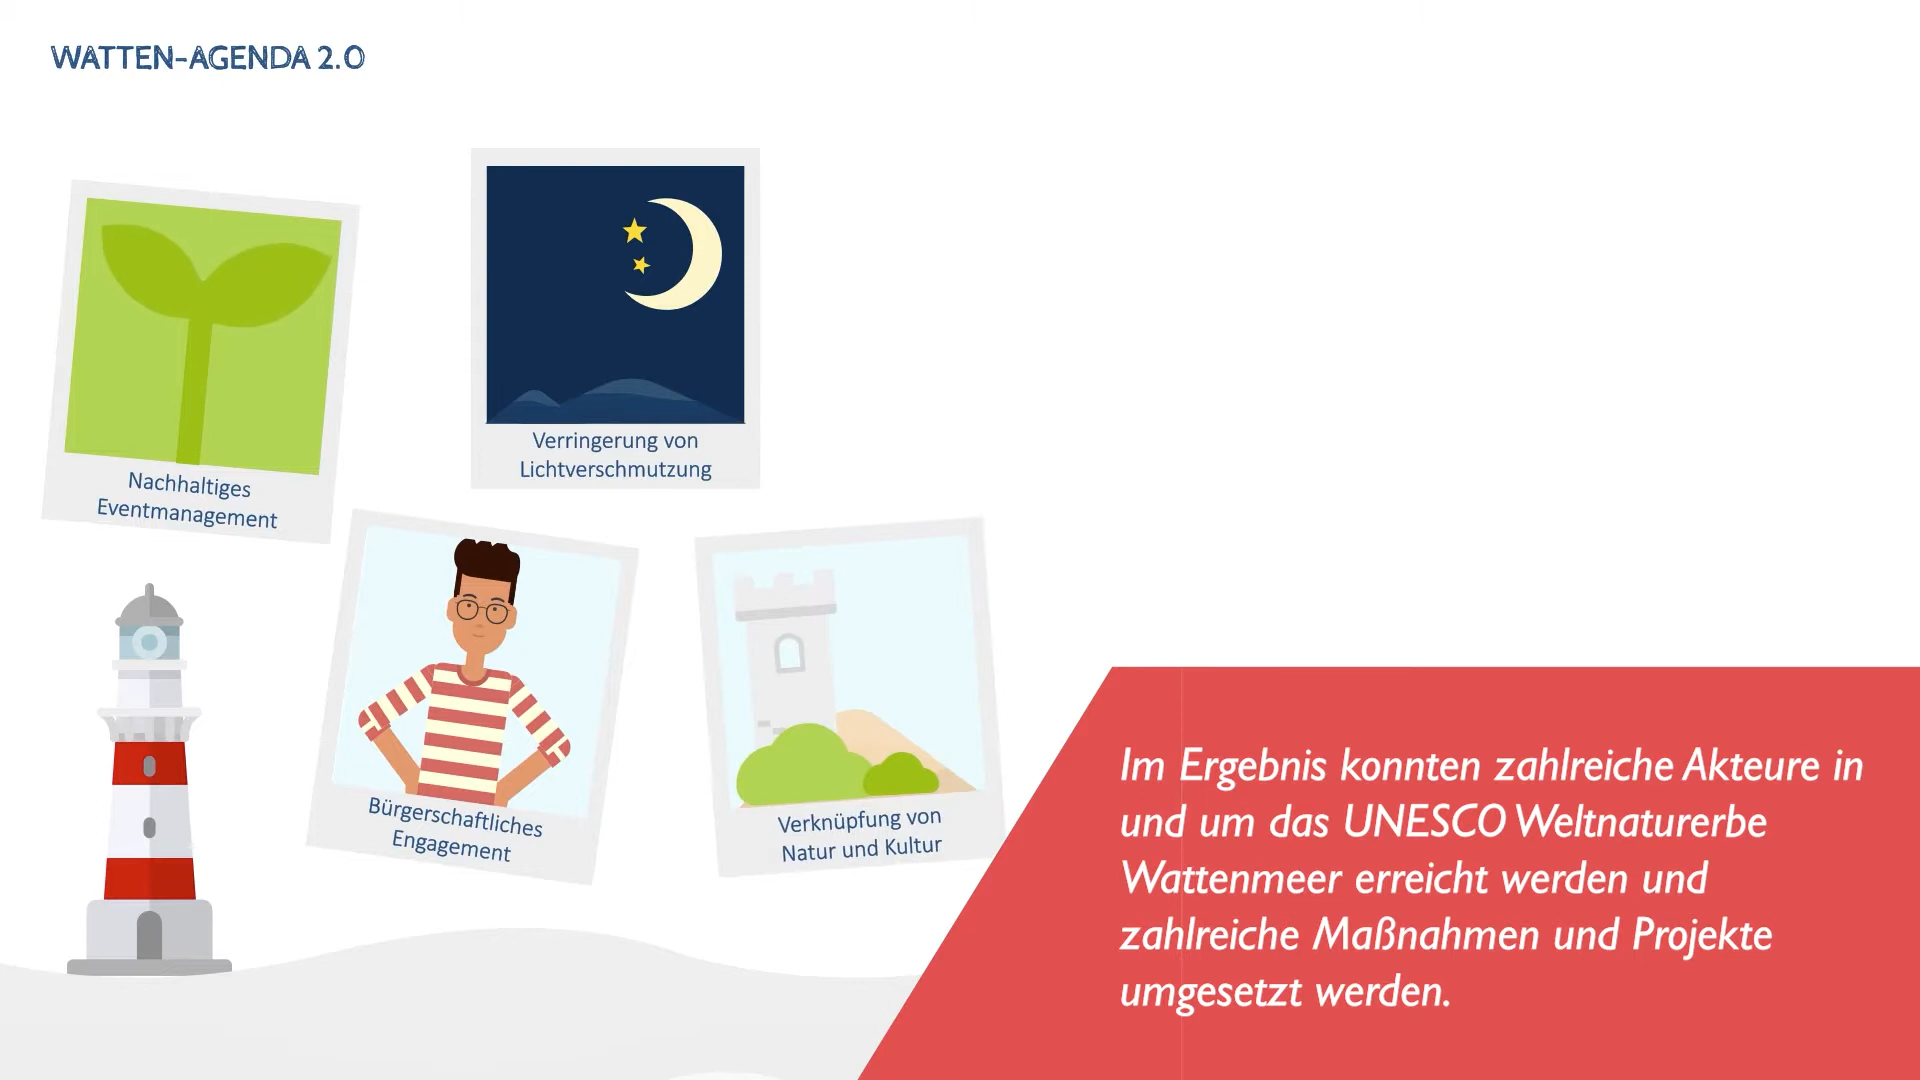 WATTEN-AGENDA 2.0
Nachhaltiges
Eventmanagement
Verringerung von
Lichtverschmutzung
Bürgerschaftliches
Engagement
Verknüpfung von
Natur und Kultur
Im Ergebnis konnten zahlreiche Akteure in
und um das UNESCO Weltnaturerbe
Wattenmeer erreicht werden und
zahlreiche Maßnahmen und Projekte
umgesetzt werden.